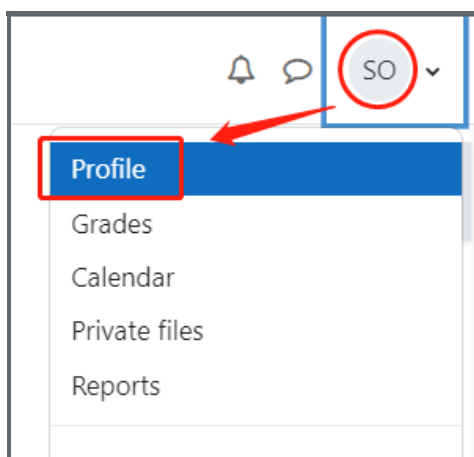 SO
Profile
Grades
Calendar
Private files
Reports